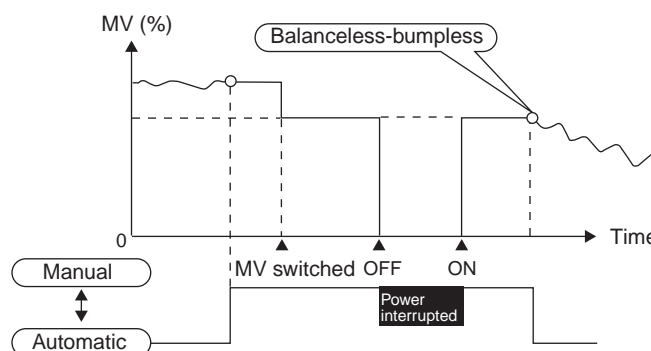 MV (%)
Balanceless-bumpless
0
Time
Manual
MV switched OFF ON
Power
interrupted
Automatic